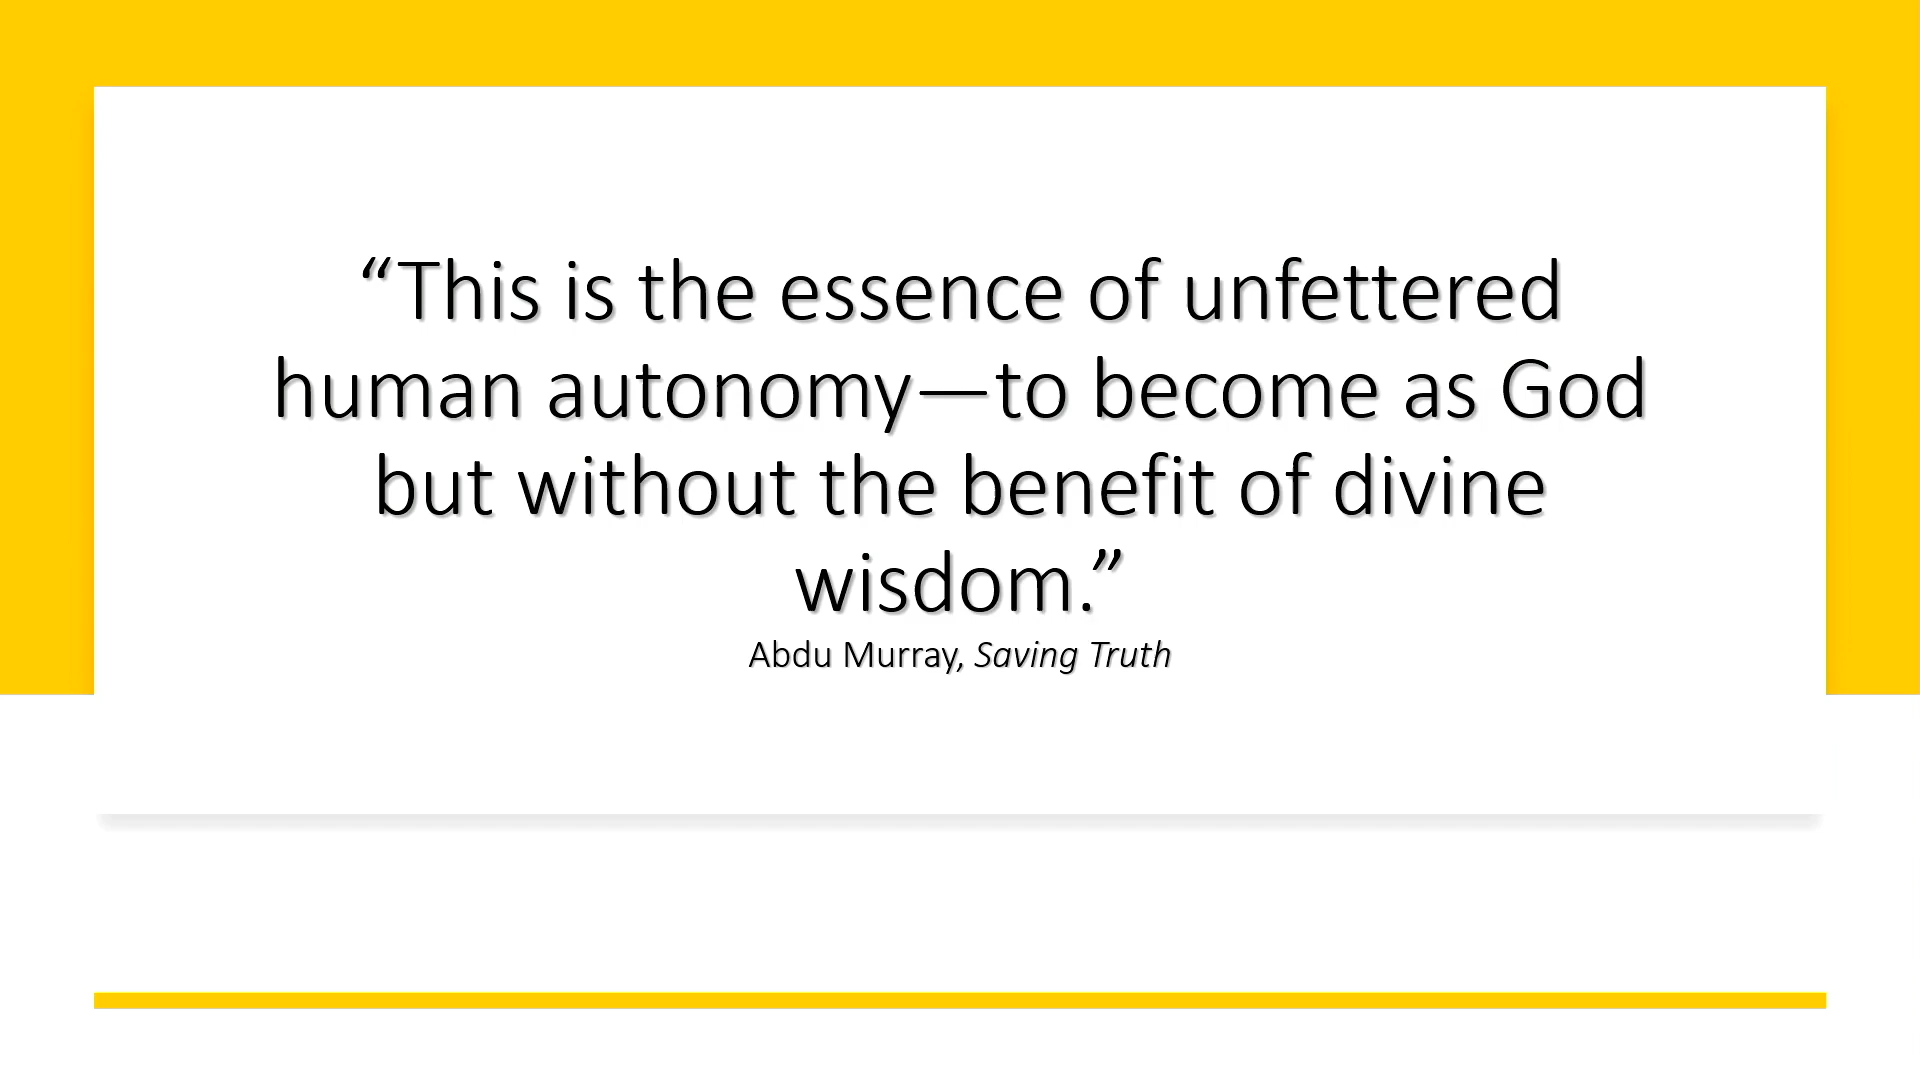 “This is the essence of unfettered
human autonomy—to become as God
but without the benefit of divine
wisdom.”
Abdu Murray, Saving Truth